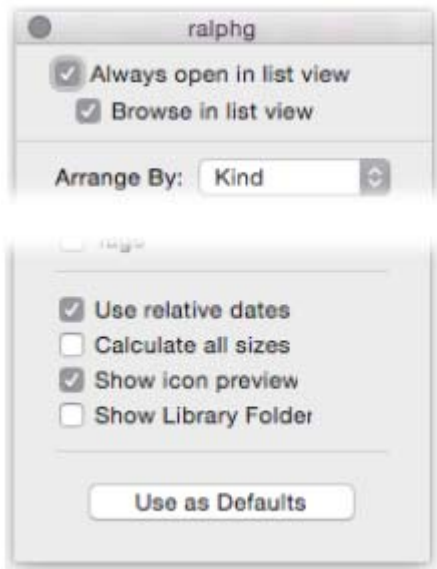 ralphg
Always open in list view
Browse in list view
Arrange By: Kind
Tags
Use relative dates
Calculate all sizes
Show icon preview
Show Library Folder
Use as Defaults